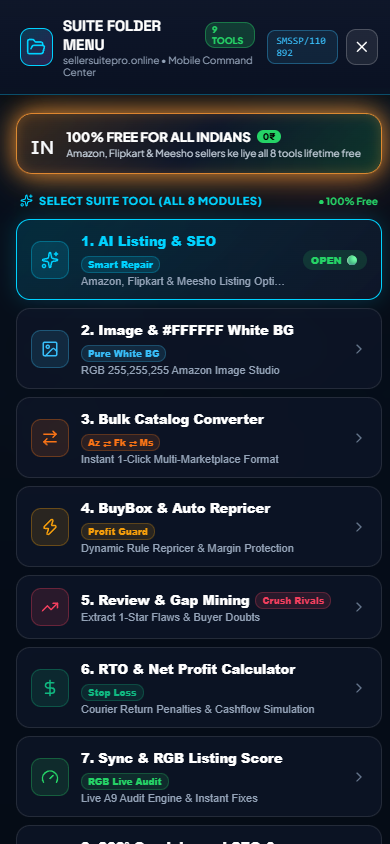 SUITE FOLDER
MENU
9
TOOLS
SMSSP/110
892
sellersuitepro.online • Mobile Command
Center
IN
100% FREE FOR ALL INDIANS 0₹
Amazon, Flipkart & Meesho sellers ke liye all 8 tools lifetime free
SELECT SUITE TOOL (ALL 8 MODULES)
• 100% Free
1. AI Listing & SEO
Smart Repair
Amazon, Flipkart & Meesho Listing Opti...
OPEN
2. Image & #FFFFFF White BG
Pure White BG
RGB 255,255,255 Amazon Image Studio
3. Bulk Catalog Converter
Az ⇄ Fk ⇄ Ms
Instant 1-Click Multi-Marketplace Format
4. BuyBox & Auto Repricer
Profit Guard
Dynamic Rule Repricer & Margin Protection
5. Review & Gap Mining Crush Rivals
Extract 1-Star Flaws & Buyer Doubts
6. RTO & Net Profit Calculator
Stop Loss
Courier Return Penalties & Cashflow Simulation
7. Sync & RGB Listing Score
RGB Live Audit
Live A9 Audit Engine & Instant Fixes